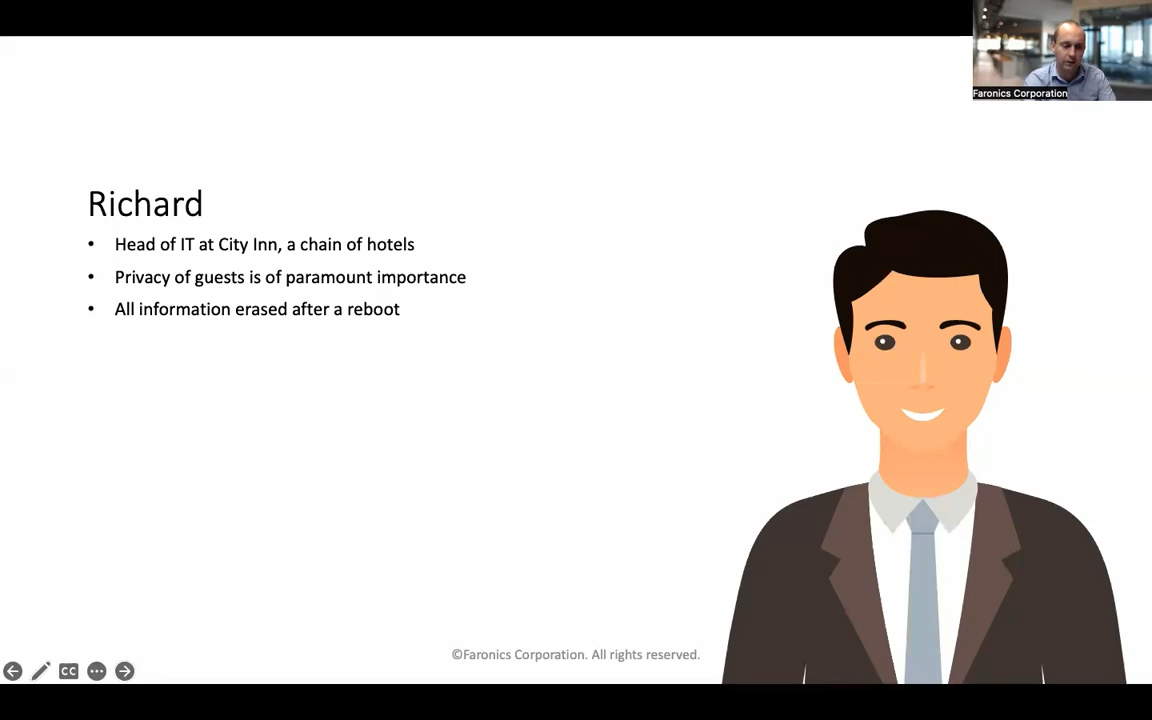 Faronics Corporation
Richard
• Head of IT at City Inn, a chain of hotels
• Privacy of guests is of paramount importance
• All information erased after a reboot
©Faronics Corporation. All rights reserved.
CC